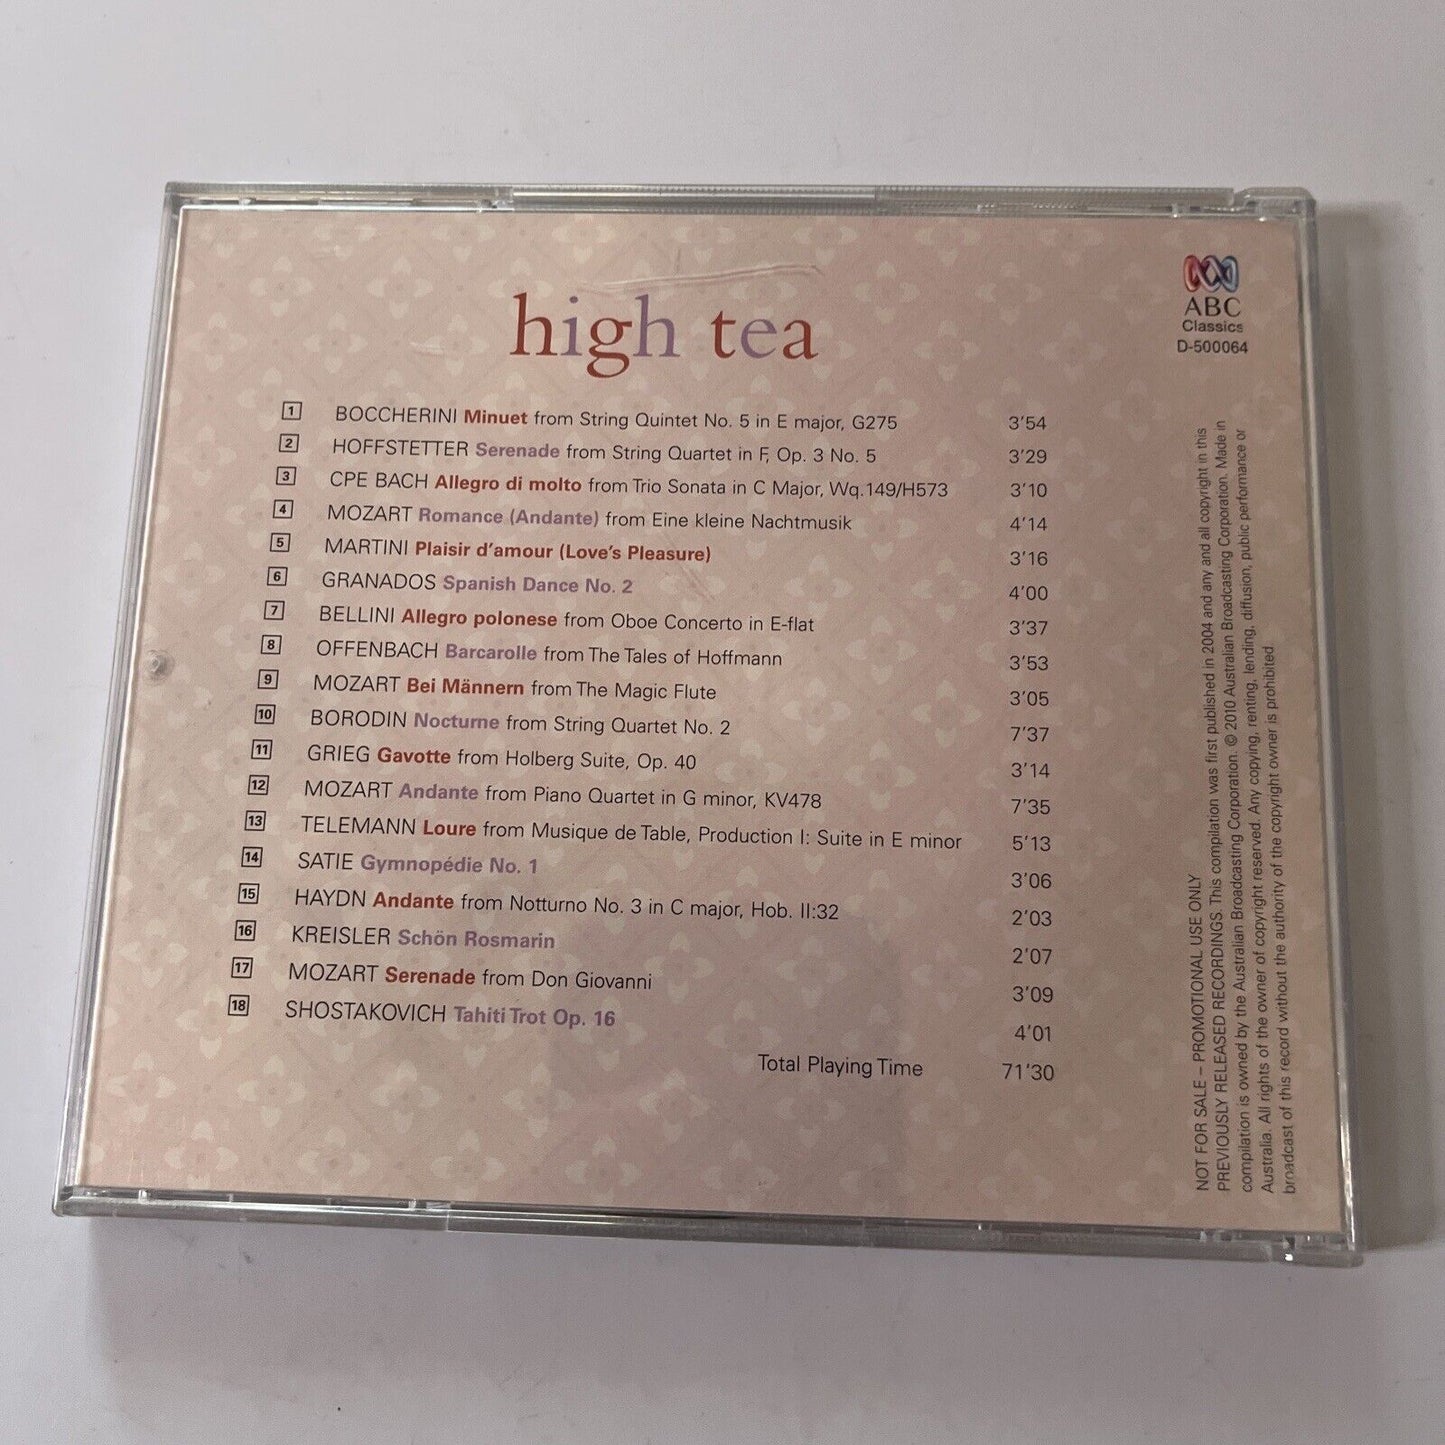 high tea
ABC
Classics
D-500064
1 BOCCHERINI Minuet from String Quintet No. 5 in E major, G275 3'54
2 HOFFSTETTER Serenade from String Quartet in F, Op. 3 No. 5 3'29
3 CPE BACH Allegro di molto from Trio Sonata in C Major, Wq.149/H573 3'10
4 MOZART Romance (Andante) from Eine kleine Nachtmusik 4'14
5 MARTINI Plaisir d'amour (Love's Pleasure) 3'16
6 GRANADOS Spanish Dance No. 2 4'00
7 BELLINI Allegro polonese from Oboe Concerto in E-flat 3'37
8 OFFENBACH Barcarolle from The Tales of Hoffmann 3'53
9 MOZART Bei Männern from The Magic Flute 3'05
10 BORODIN Nocturne from String Quartet No. 2 7'37
11 GRIEG Gavotte from Holberg Suite, Op. 40 3'14
12 MOZART Andante from Piano Quartet in G minor, KV478 7'35
13 TELEMANN Loure from Musique de Table, Production I: Suite in E minor 5'13
14 SATIE Gymnopédie No. 1 3'06
15 HAYDN Andante from Notturno No. 3 in C major, Hob. II:32 2'03
16 KREISLER Schön Rosmarin 2'07
17 MOZART Serenade from Don Giovanni 3'09
18 SHOSTAKOVICH Tahiti Trot Op. 16 4'01
Total Playing Time 71'30
NOT FOR SALE – PROMOTIONAL USE ONLY
PREVIOUSLY RELEASED RECORDINGS. This compilation was first published in 2004 and any and all copyright in this
compilation is owned by the Australian Broadcasting Corporation. © 2010 Australian Broadcasting Corporation. Made in
Australia. All rights of the owner of copyright reserved. Any copying, renting, lending, diffusion, public performance or
broadcast of this record without the authority of the copyright owner is prohibited.